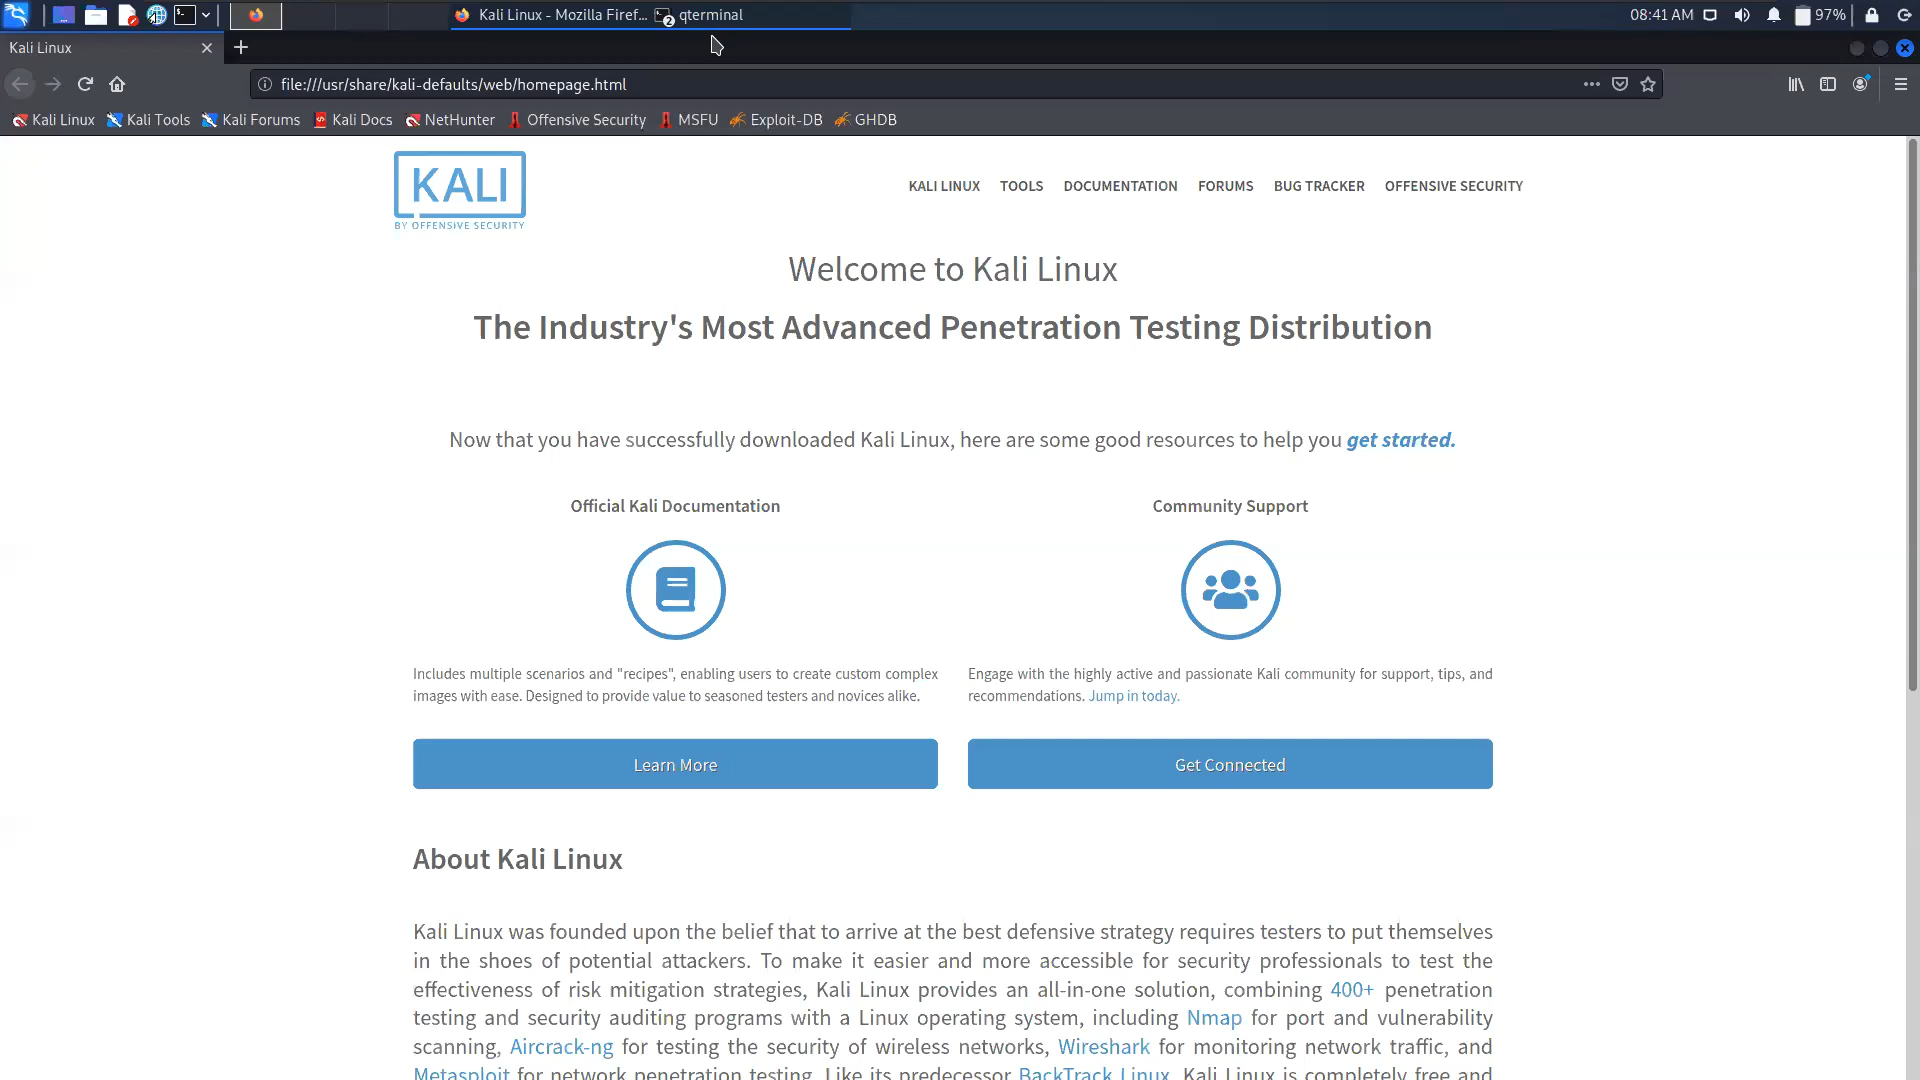 Kali Linux - Mozilla Firef... 2 qterminal 08:41 AM 97%
Kali Linux
file:///usr/share/kali-defaults/web/homepage.html
Kali Linux Kali Tools Kali Forums Kali Docs NetHunter Offensive Security MSFU Exploit-DB GHDB
KALI
BY OFFENSIVE SECURITY
KALI LINUX TOOLS DOCUMENTATION FORUMS BUG TRACKER OFFENSIVE SECURITY
Welcome to Kali Linux
The Industry's Most Advanced Penetration Testing Distribution
Now that you have successfully downloaded Kali Linux, here are some good resources to help you get started.
Official Kali Documentation
Includes multiple scenarios and "recipes", enabling users to create custom complex
images with ease. Designed to provide value to seasoned testers and novices alike.
Learn More
Community Support
Engage with the highly active and passionate Kali community for support, tips, and
recommendations. Jump in today.
Get Connected
About Kali Linux
Kali Linux was founded upon the belief that to arrive at the best defensive strategy requires testers to put themselves
in the shoes of potential attackers. To make it easier and more accessible for security professionals to test the
effectiveness of risk mitigation strategies, Kali Linux provides an all-in-one solution, combining 400+ penetration
testing and security auditing programs with a Linux operating system, including Nmap for port and vulnerability
scanning, Aircrack-ng for testing the security of wireless networks, Wireshark for monitoring network traffic, and
Metasploit for network penetration testing. Like its predecessor BackTrack Linux, Kali Linux is completely free and